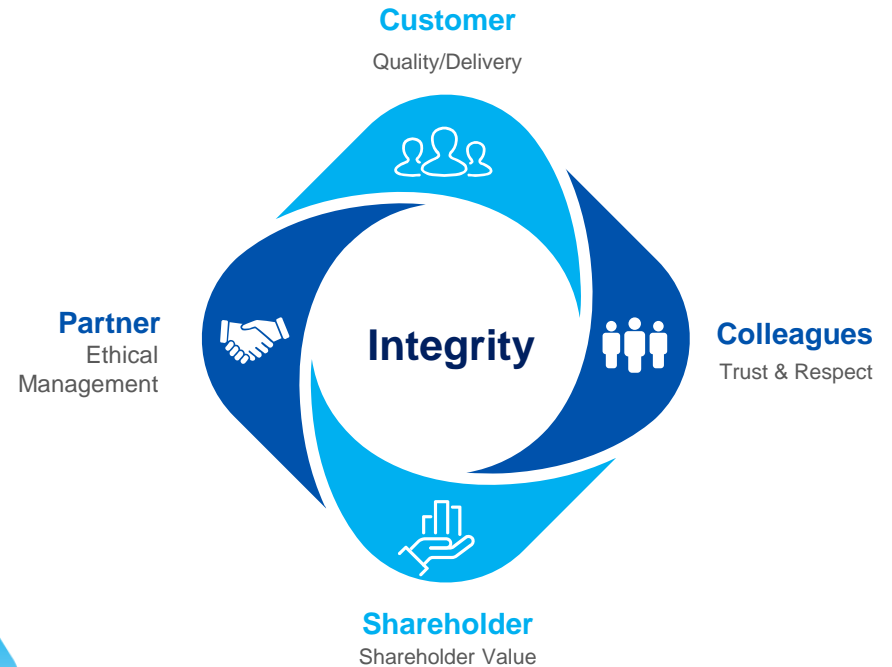 Customer
Quality/Delivery
Partner
Ethical
Management
Integrity
Colleagues
Trust & Respect
Shareholder
Shareholder Value